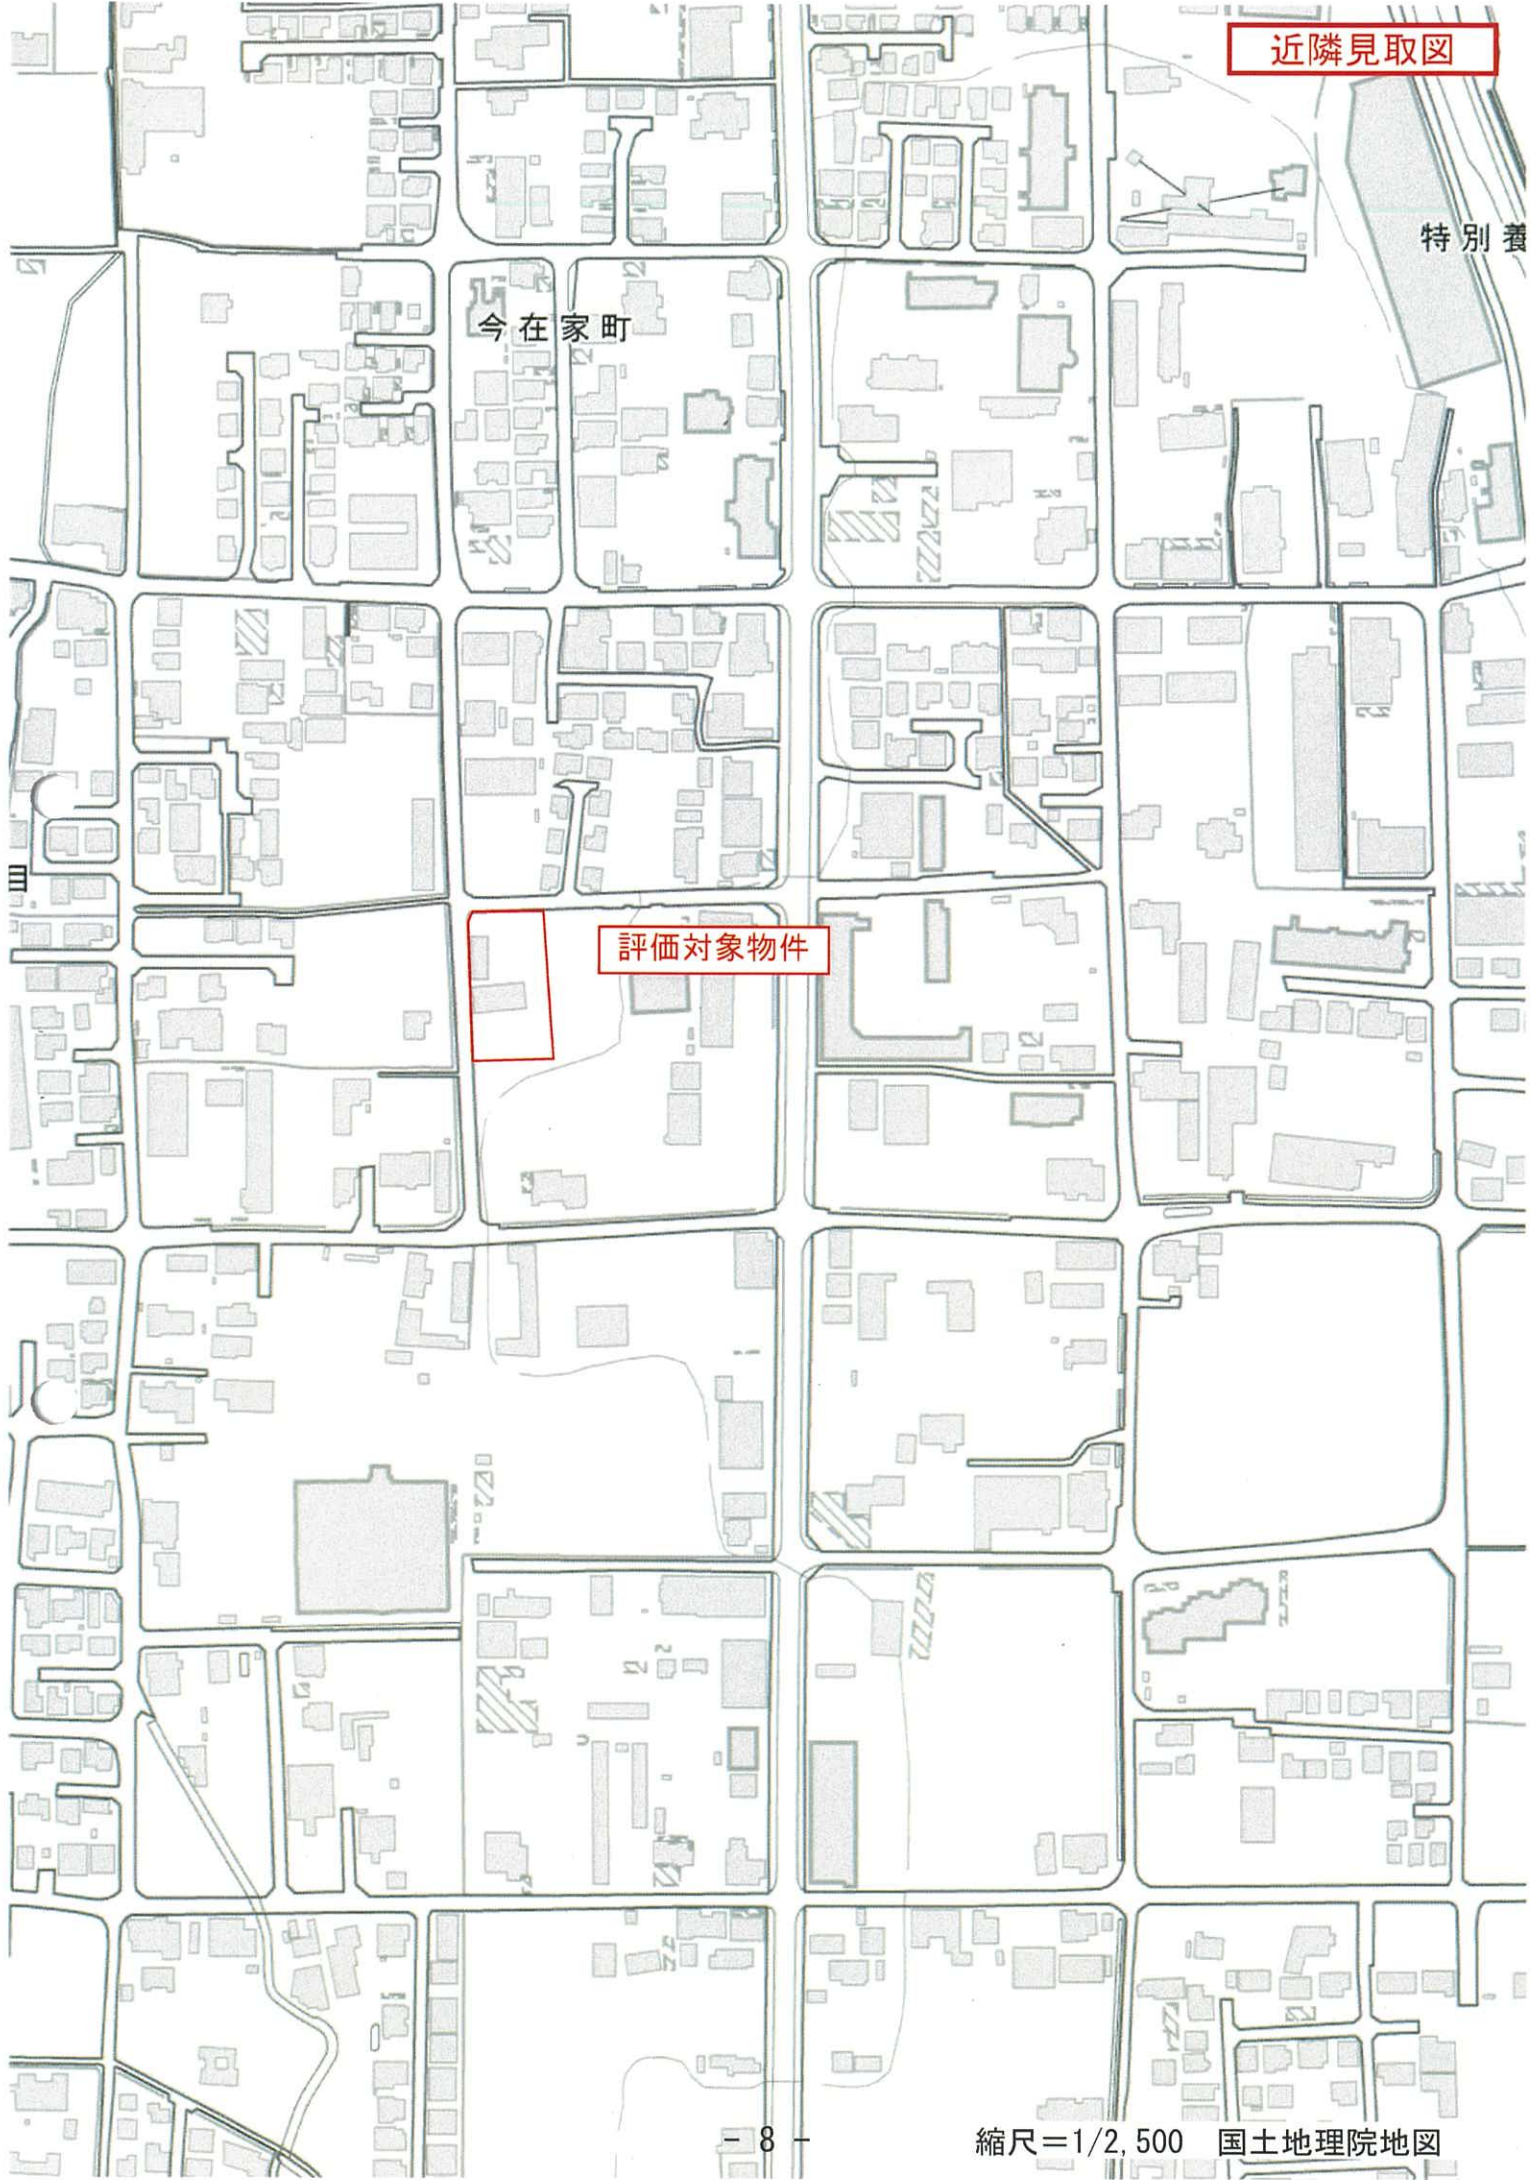 近隣見取図
特別養
今在家町
目
評価対象物件
- 8 -
縮尺=1/2,500 国土地理院地図